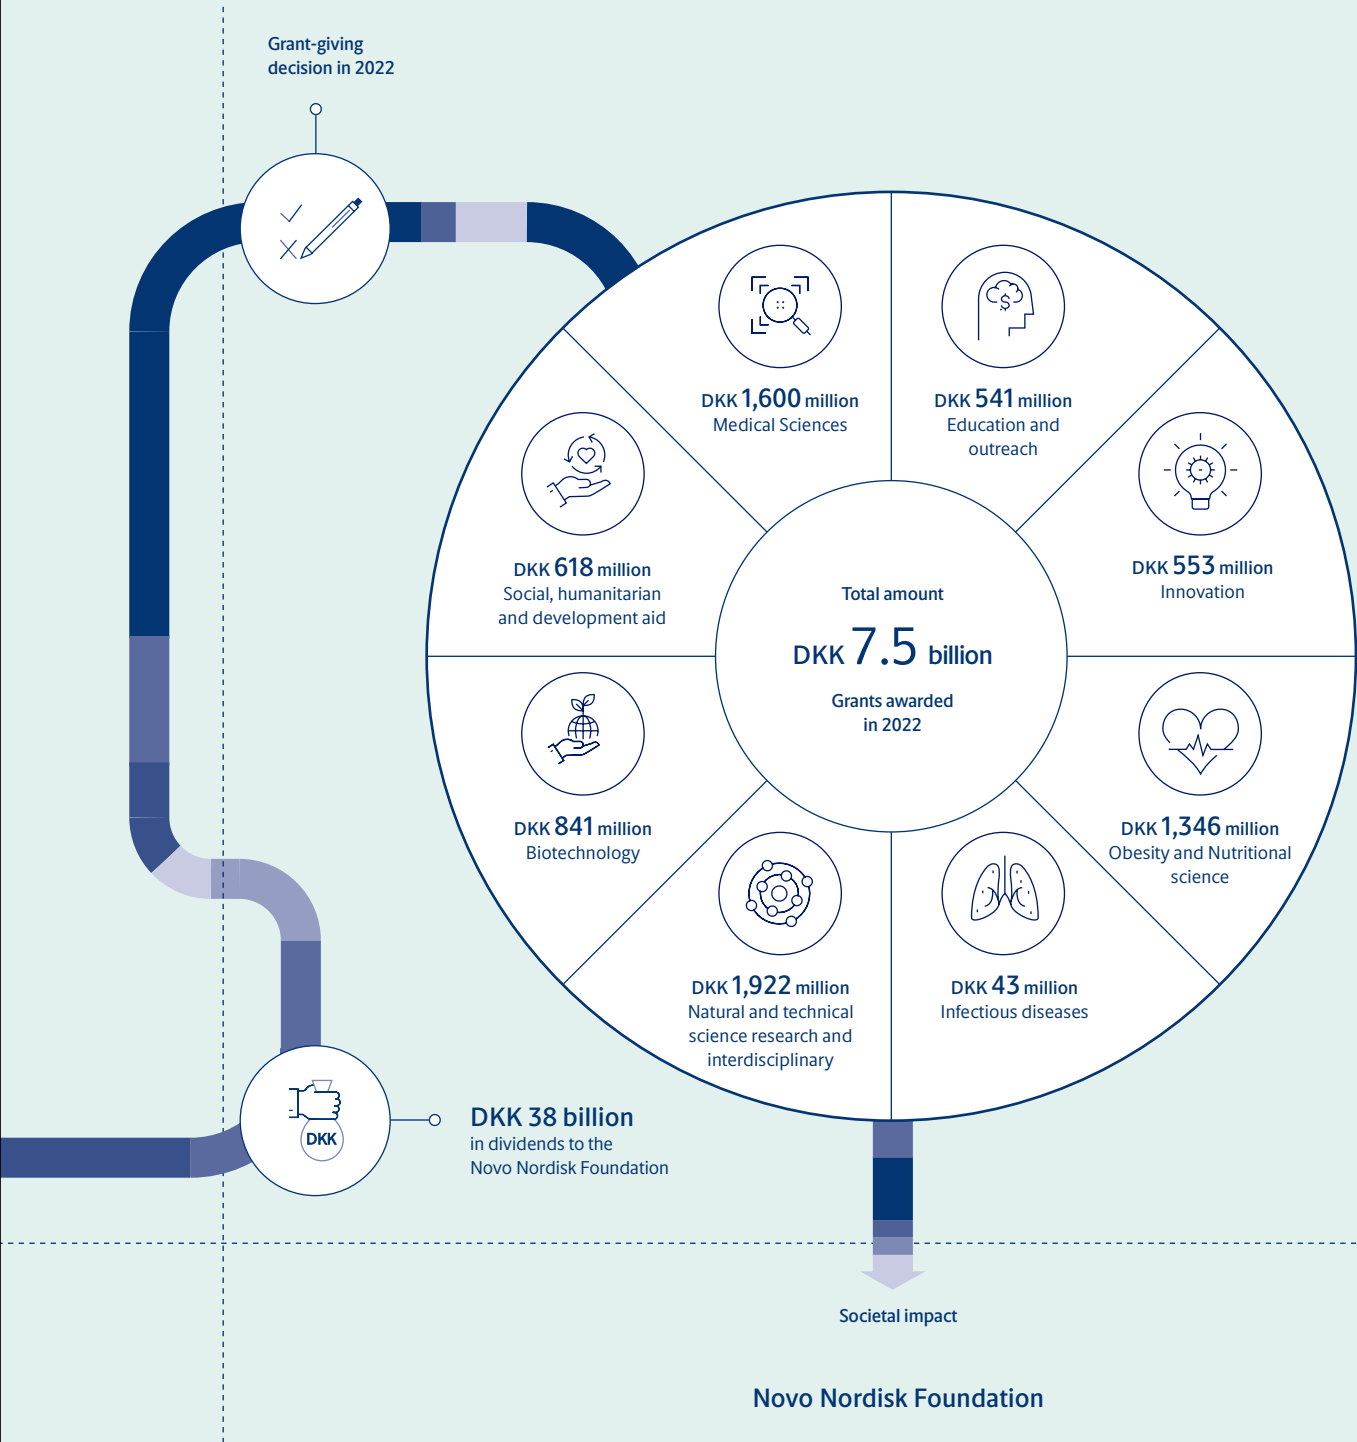 Grant-giving
decision in 2022
DKK 1,600 million
Medical Sciences
DKK 541 million
Education and
outreach
DKK 618 million
Social, humanitarian
and development aid
DKK 553 million
Innovation
Total amount
DKK 7.5 billion
Grants awarded
in 2022
DKK 841 million
Biotechnology
DKK 1,346 million
Obesity and Nutritional
science
DKK 1,922 million
Natural and technical
science research and
interdisciplinary
DKK 43 million
Infectious diseases
DKK
DKK 38 billion
in dividends to the
Novo Nordisk Foundation
Societal impact
Novo Nordisk Foundation